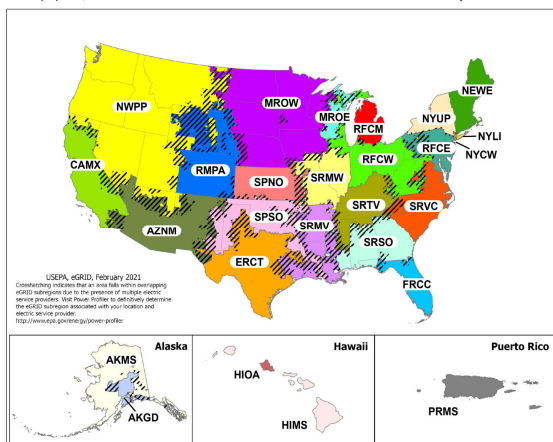 NWPP
MROW
NEWE
MROE
NYUP
RFCM
NYLI
RFCE
NYCW
CAMX
RMPA
RFCW
SRMW
SPNO
SRTV
SRVC
SPSO
SRMV
AZNM
SRSO
ERCT
FRCC
USEPA, eGRID, February 2021
Crosshatching indicates that an area falls within overlapping
eGRID subregions due to the presence of multiple electric
service providers. Visit Power Profiler to definitively determine
the eGRID subregion associated with your location and
electric service provider.
http://www.epa.gov/energy/power-profiler
Alaska
AKMS
AKGD
Hawaii
HIOA
HIMS
Puerto Rico
PRMS